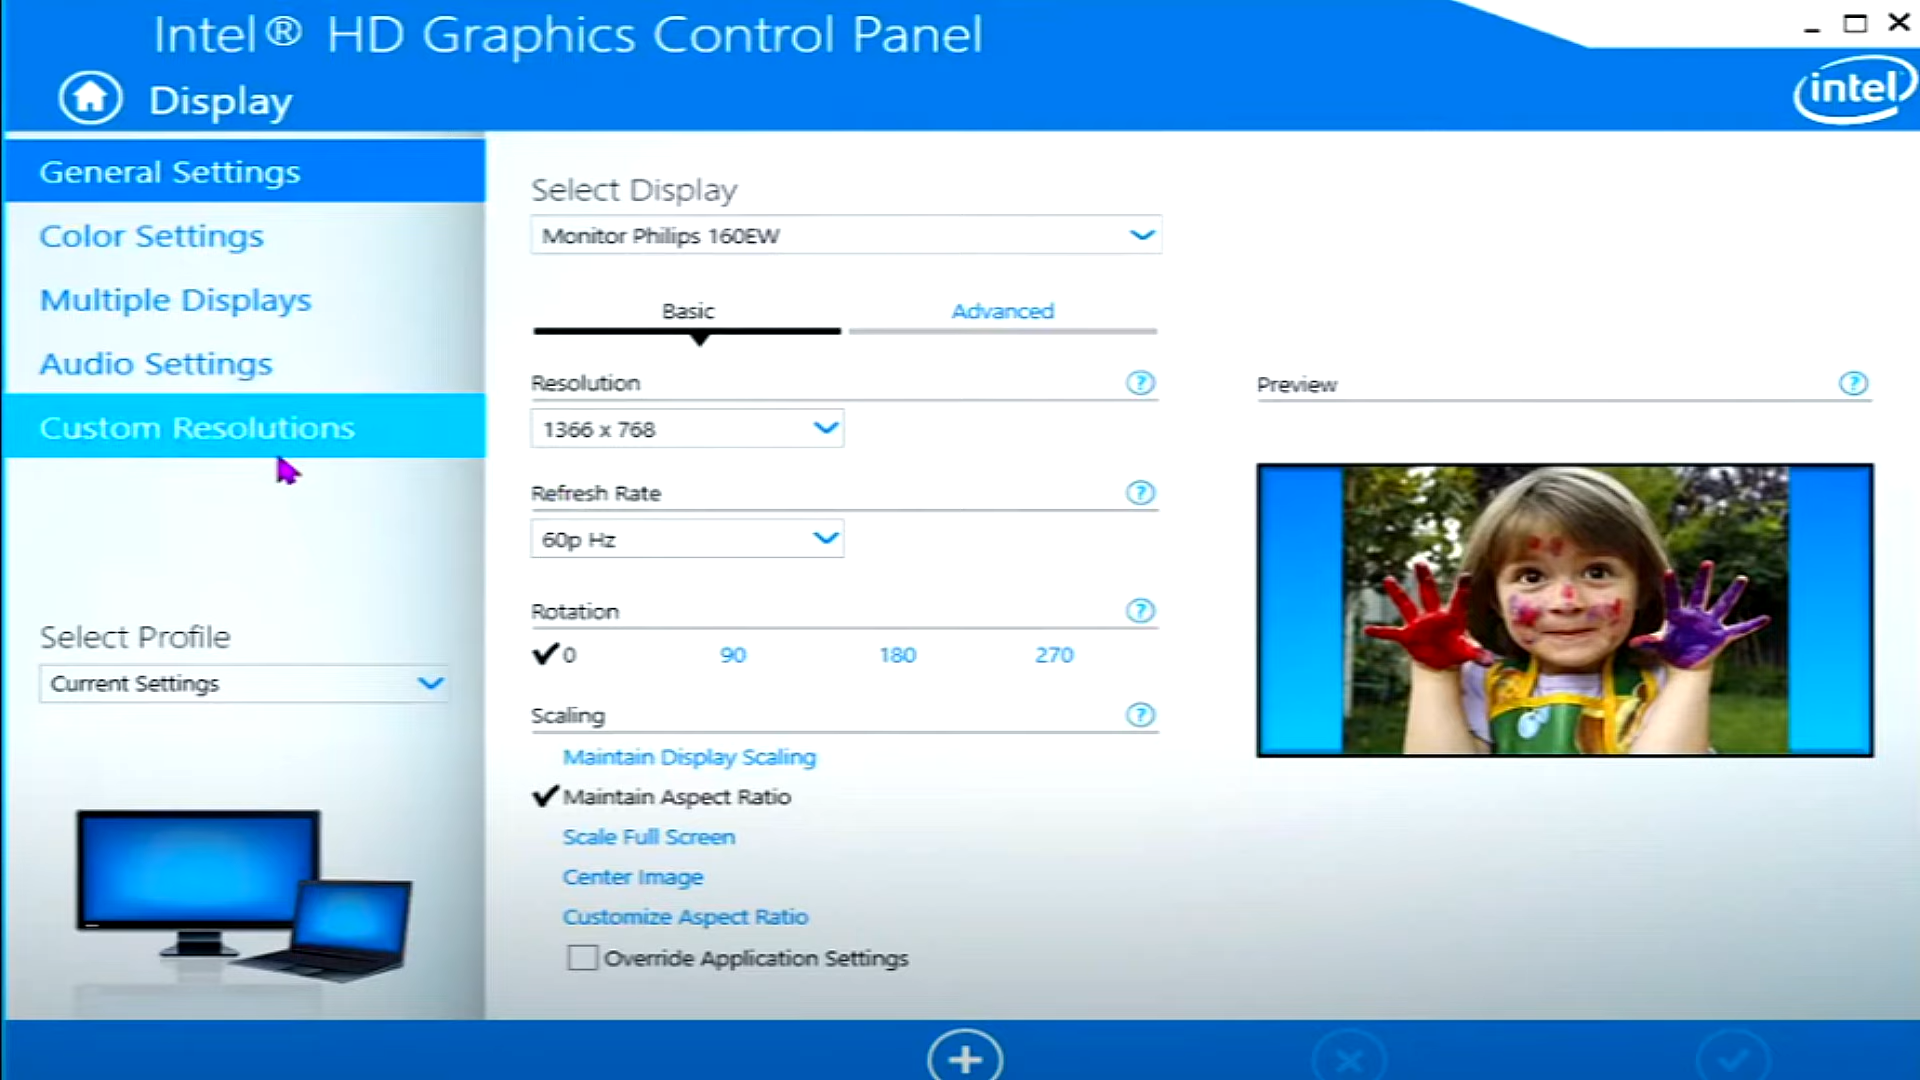 Intel® HD Graphics Control Panel
Display
intel
General Settings
Color Settings
Multiple Displays
Audio Settings
Custom Resolutions
Select Profile
Current Settings
Select Display
Monitor Philips 160EW
Basic Advanced
Resolution
1366 x 768
Refresh Rate
60p Hz
Rotation
0 90 180 270
Scaling
Maintain Display Scaling
Maintain Aspect Ratio
Scale Full Screen
Center Image
Customize Aspect Ratio
Override Application Settings
Preview